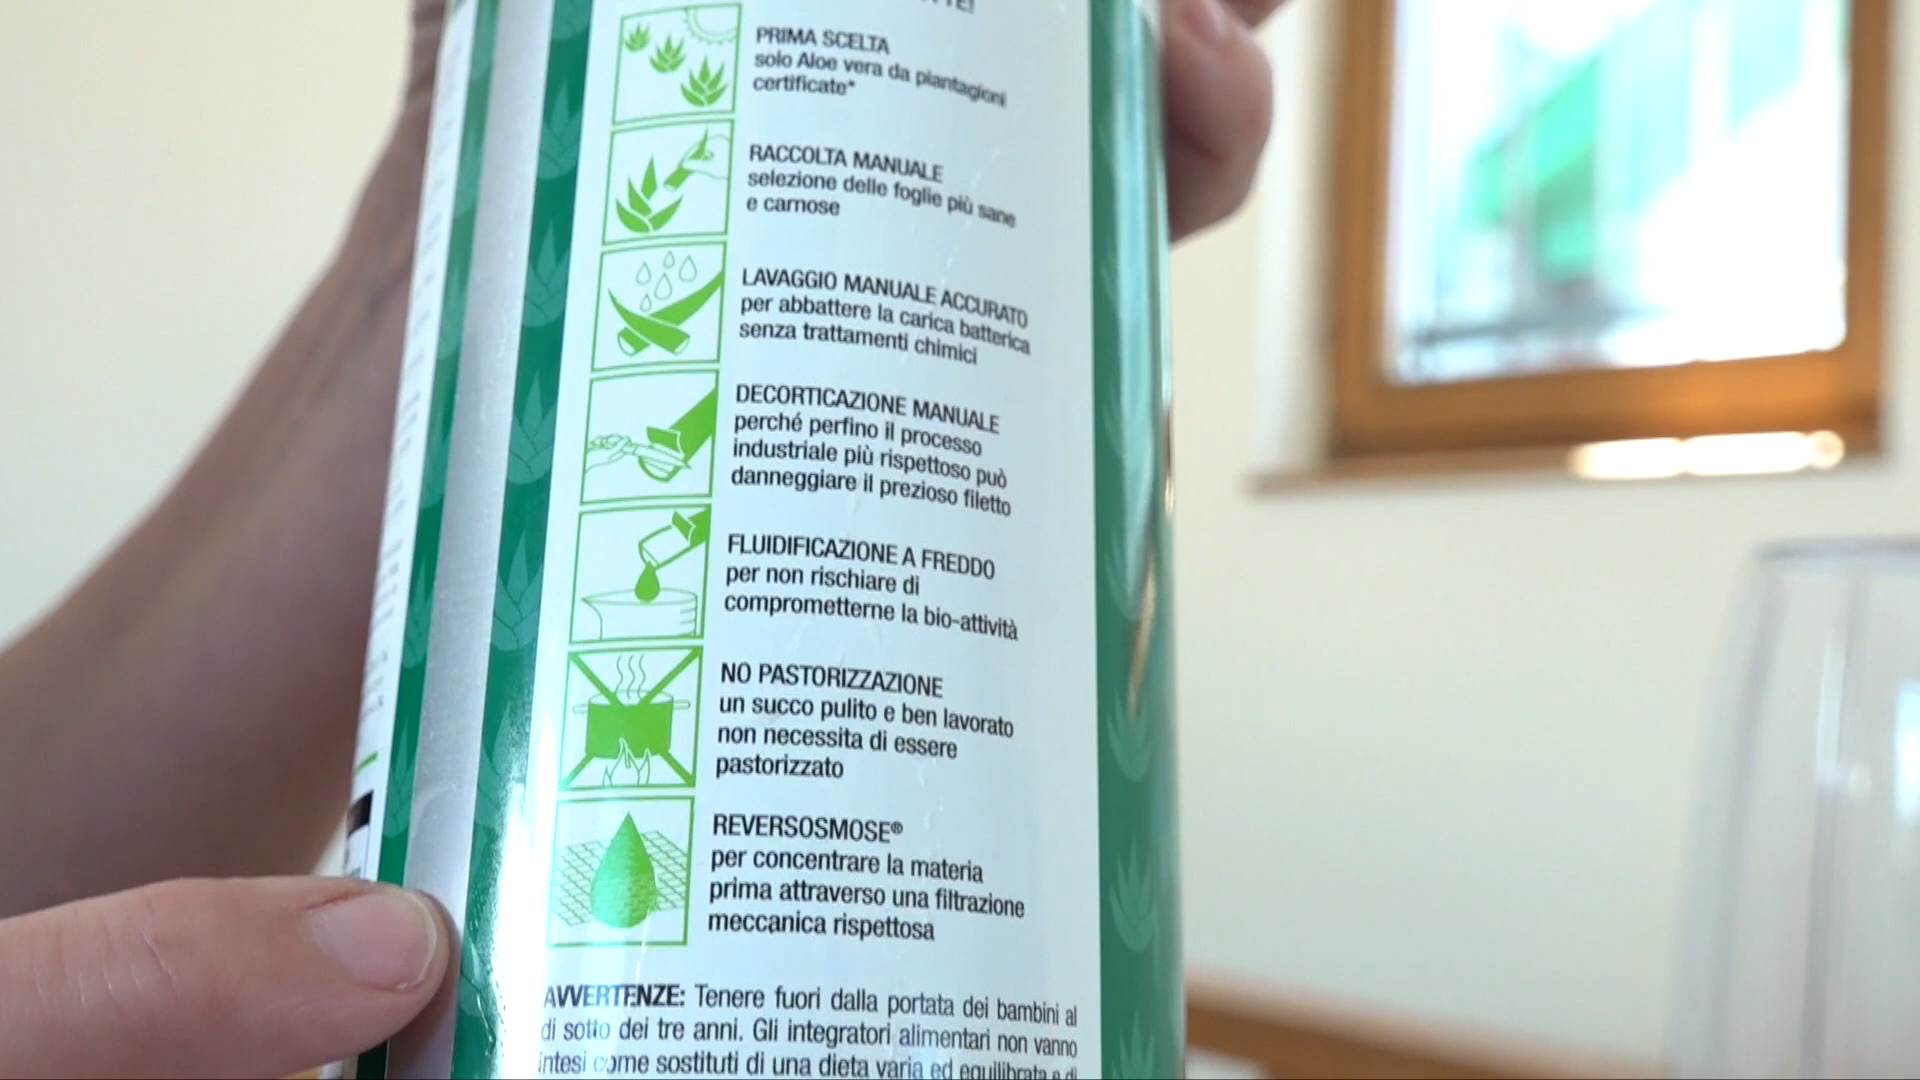 PRIMA SCELTA
solo Aloe vera da piantagioni
certificate*
RACCOLTA MANUALE
selezione delle foglie più sane
e carnose
LAVAGGIO MANUALE ACCURATO
per abbattere la carica batterica
senza trattamenti chimici
DECORTICAZIONE MANUALE
perché perfino il processo
industriale più rispettoso può
danneggiare il prezioso filetto
FLUIDIFICAZIONE A FREDDO
per non rischiare di
comprometterne la bio-attività
NO PASTORIZZAZIONE
un succo pulito e ben lavorato
non necessita di essere
pastorizzato
REVERSOSMOSE®
per concentrare la materia
prima attraverso una filtrazione
meccanica rispettosa
AVVERTENZE: Tenere fuori dalla portata dei bambini al
di sotto dei tre anni. Gli integratori alimentari non vanno
intesi come sostituti di una dieta varia ed equilibrata e di